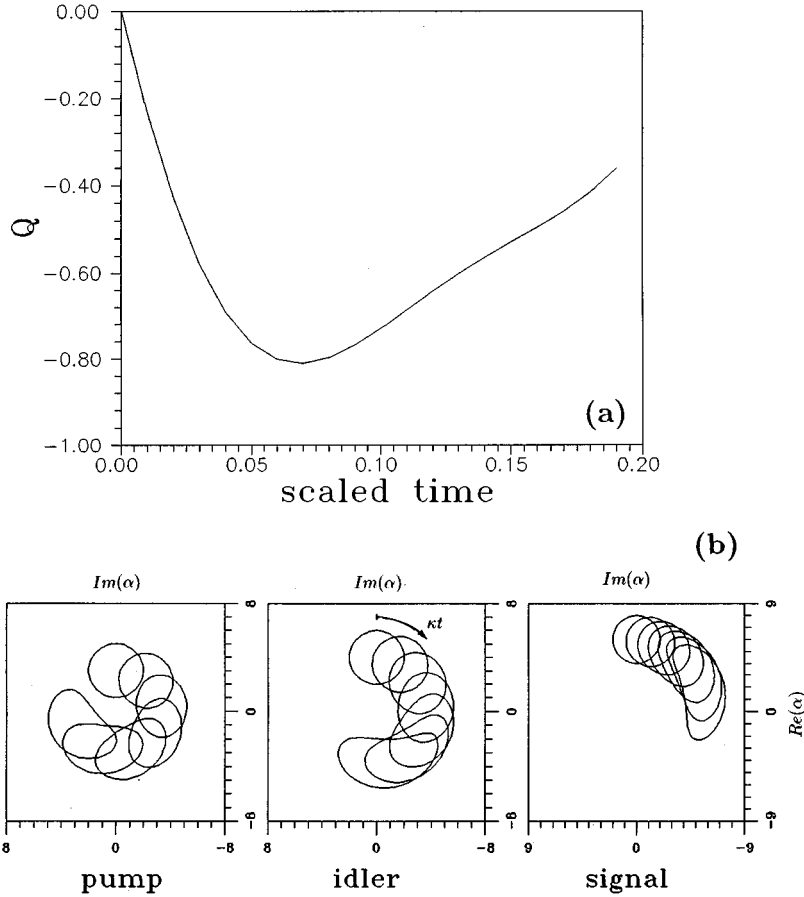 0.00
−0.20
−0.40
−0.60
−0.80
−1.00
Q
(a)
0.00 0.05 0.10 0.15 0.20
scaled time
(b)
Im(α) Im(α) Im(α)
8 8 9
κt
0 0 0
Re(α)
-8 -8 -9
8 0 -8 0 -8 9 0 -9
pump idler signal